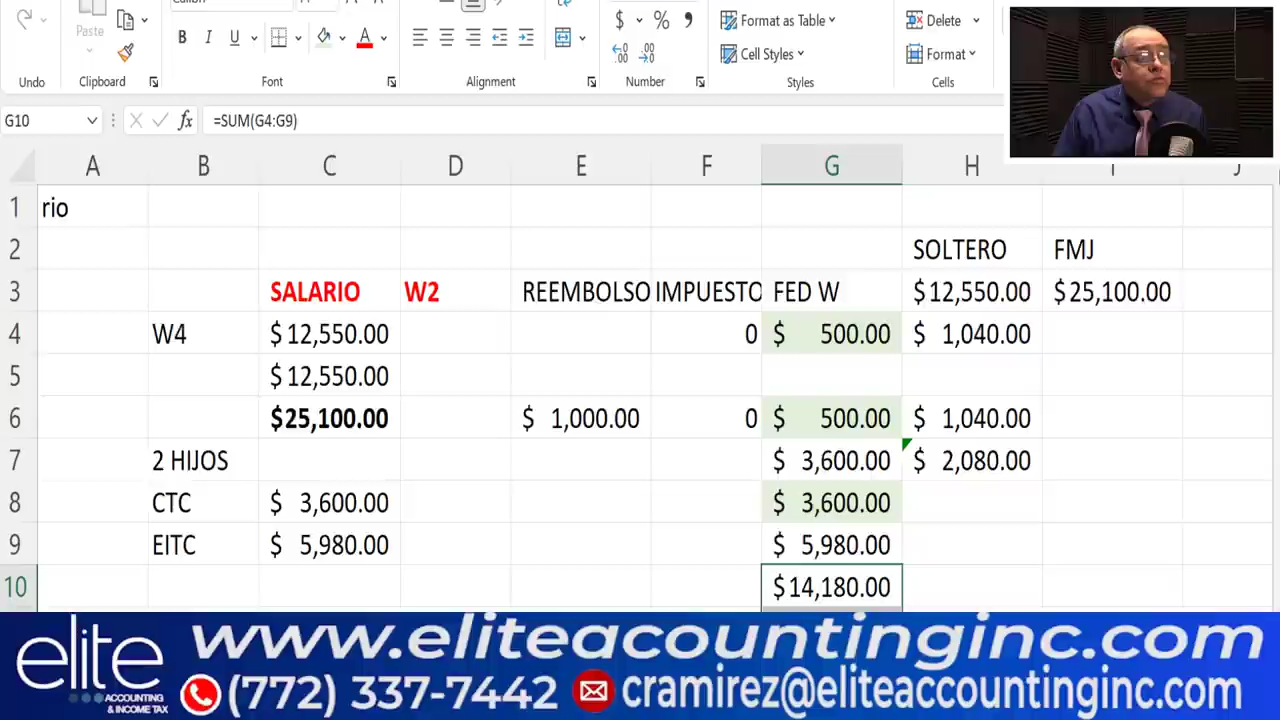 Calibri
Paste
Format as Table
Delete
Cell Styles
Format
Undo
Clipboard
Font
Alignment
Number
Styles
Cells
G10 fx =SUM(G4:G9)
A B C D E F G H I J
1 rio
2 SOLTERO FMJ
3 SALARIO W2 REEMBOLSO IMPUESTO FED W $12,550.00 $25,100.00
4 W4 $12,550.00 0 $ 500.00 $ 1,040.00
5 $12,550.00
6 $25,100.00 $ 1,000.00 0 $ 500.00 $ 1,040.00
7 2 HIJOS $ 3,600.00 $ 2,080.00
8 CTC $ 3,600.00 $ 3,600.00
9 EITC $ 5,980.00 $ 5,980.00
10 $14,180.00
elite
ACCOUNTING
& INCOME TAX
www.eliteacountinginc.com
(772) 337-7442 cramirez@eliteaccountinginc.com